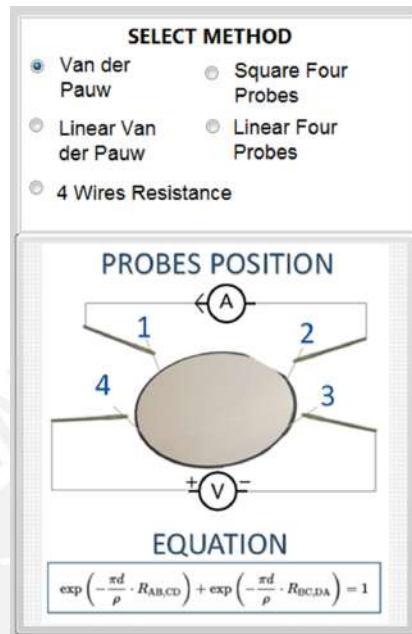 SELECT METHOD
Van der
Pauw
Square Four
Probes
Linear Van
der Pauw
Linear Four
Probes
4 Wires Resistance
PROBES POSITION
A
1
2
4
3
+ V −
EQUATION
exp(−πd/ρ · R_AB,CD) + exp(−πd/ρ · R_BC,DA) = 1